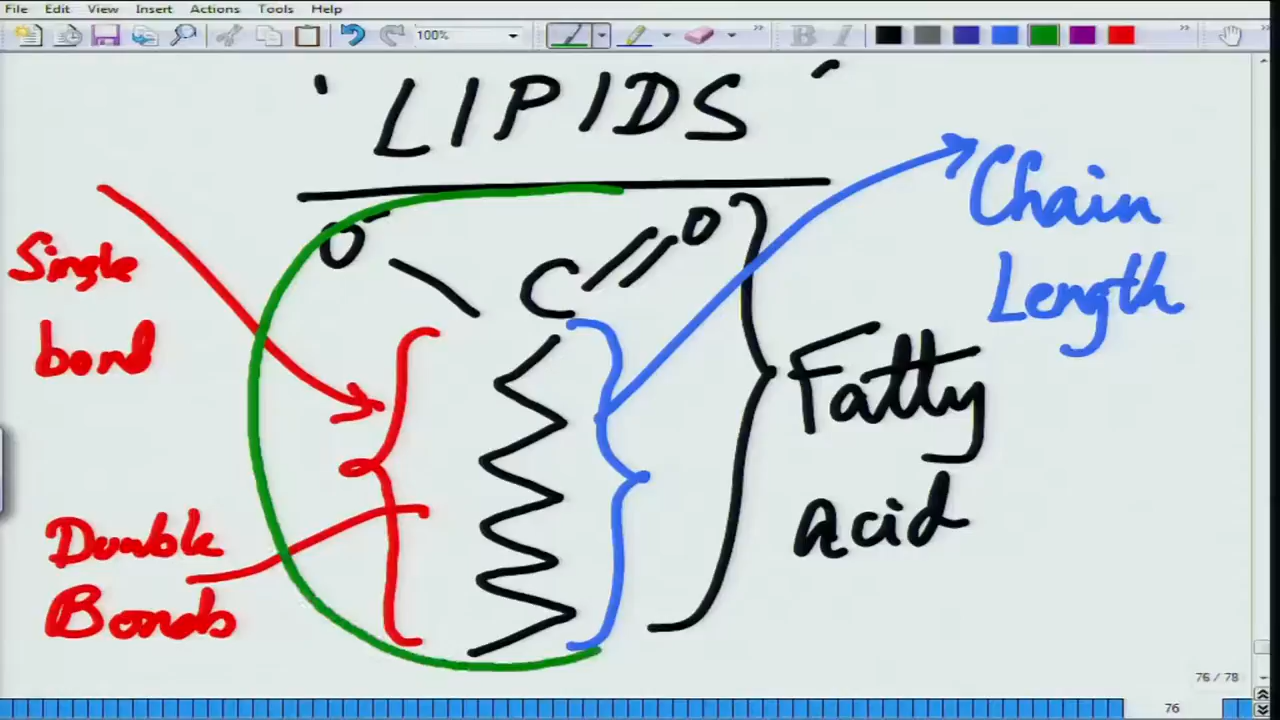 File Edit View Insert Actions Tools Help
100%
' LIPIDS '
O⁻ C O
Chain
Length
Single
bond
Fatty
Acid
Double
Bonds
76 / 78
76